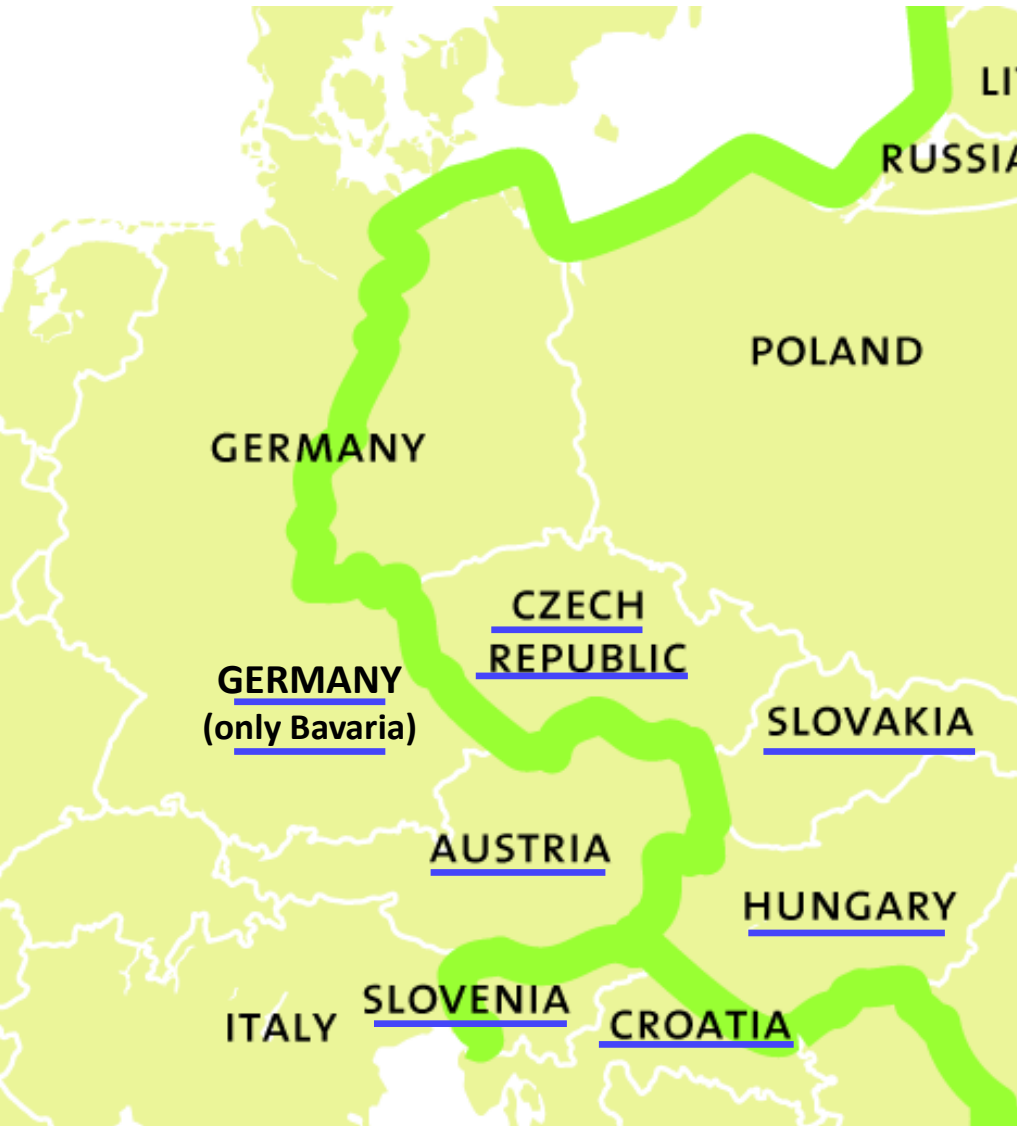 LI
RUSSIA
POLAND
GERMANY
CZECH
REPUBLIC
GERMANY
(only Bavaria)
SLOVAKIA
AUSTRIA
HUNGARY
SLOVENIA
CROATIA
ITALY